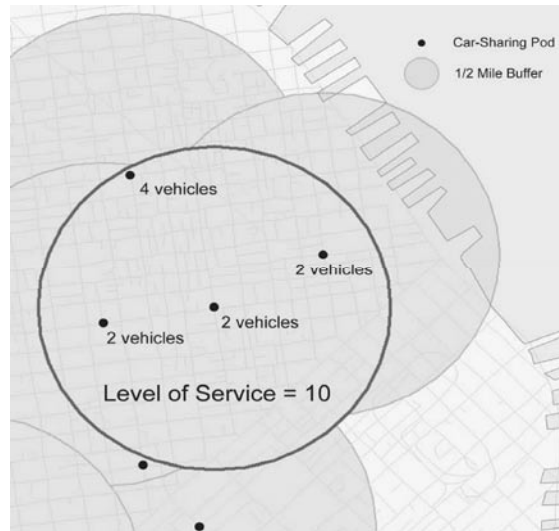 Car-Sharing Pod
1/2 Mile Buffer
4 vehicles
2 vehicles
2 vehicles
2 vehicles
Level of Service = 10